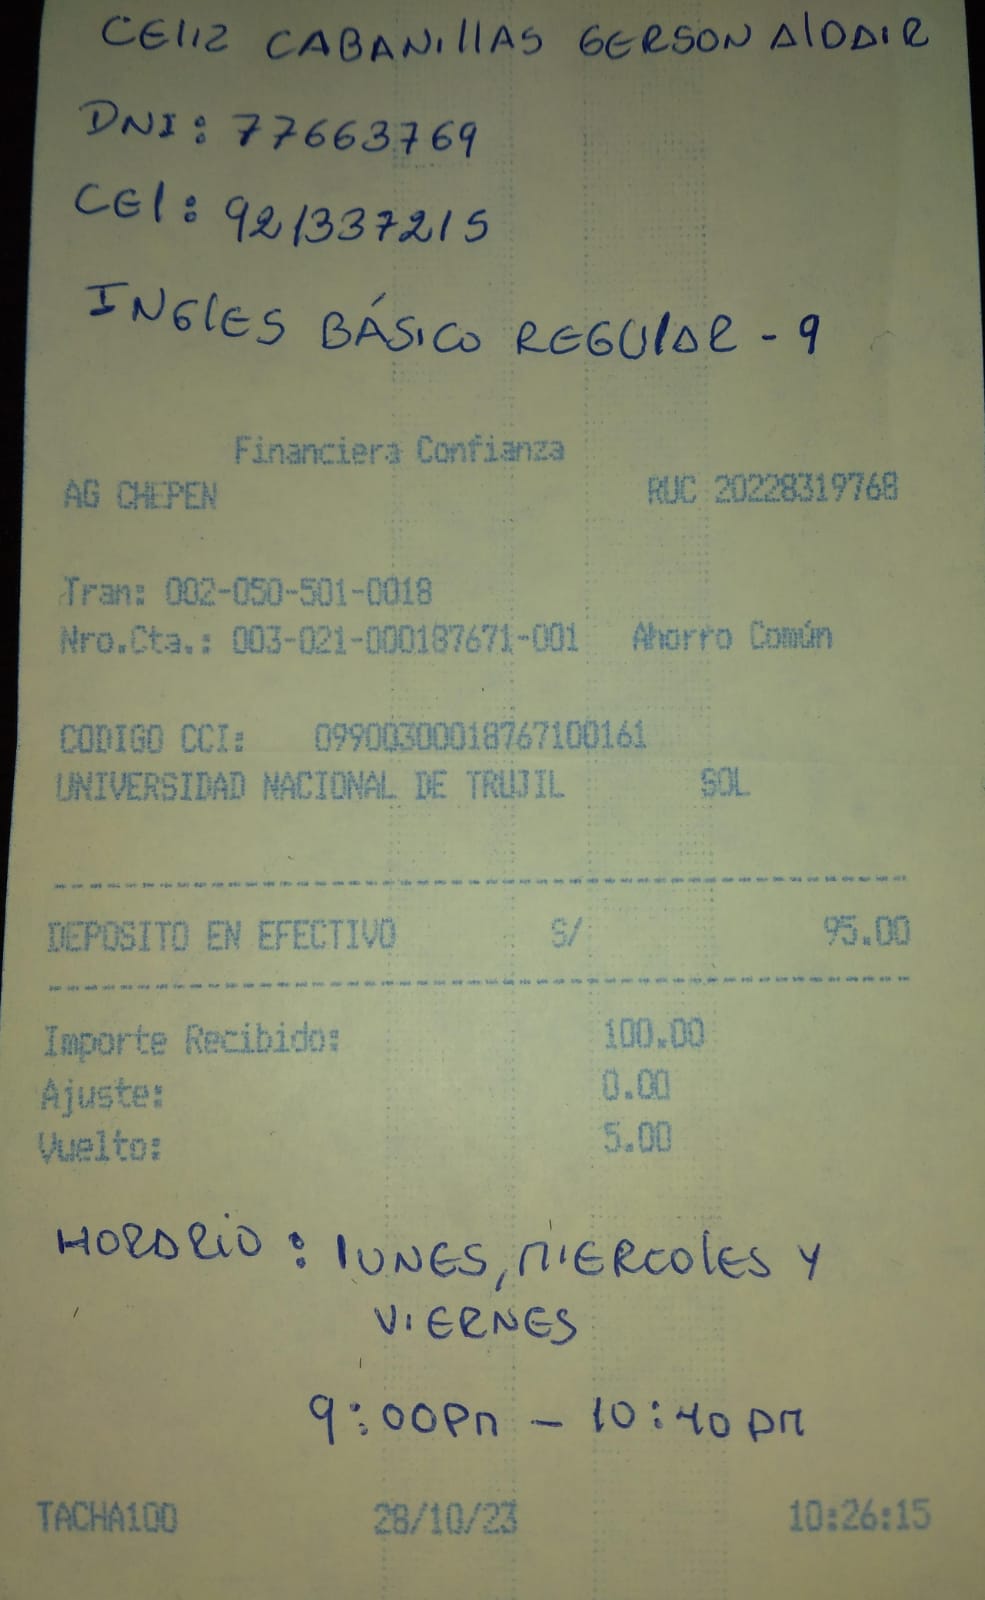 CElIZ CABANIllAS GERSON AlDAIR
DNI: 77663769
CEl: 921337215
INGlES BÁSICO REGUlAR - 9
Financiera Confianza
AG CHEPEN RUC 20228319768
Tran: 002-050-501-0018
Nro.Cta.: 003-021-000187671-001 Ahorro Común
CODIGO CCI: 09900300018767100161
UNIVERSIDAD NACIONAL DE TRUJIL SOL
DEPOSITO EN EFECTIVO S/ 95.00
Importe Recibido: 100.00
Ajuste: 0.00
Vuelto: 5.00
HORARIO: lUNES, MIERCOlES Y
VIERNES
9:00PM - 10:40PM
TACHA100 28/10/23 10:26:15